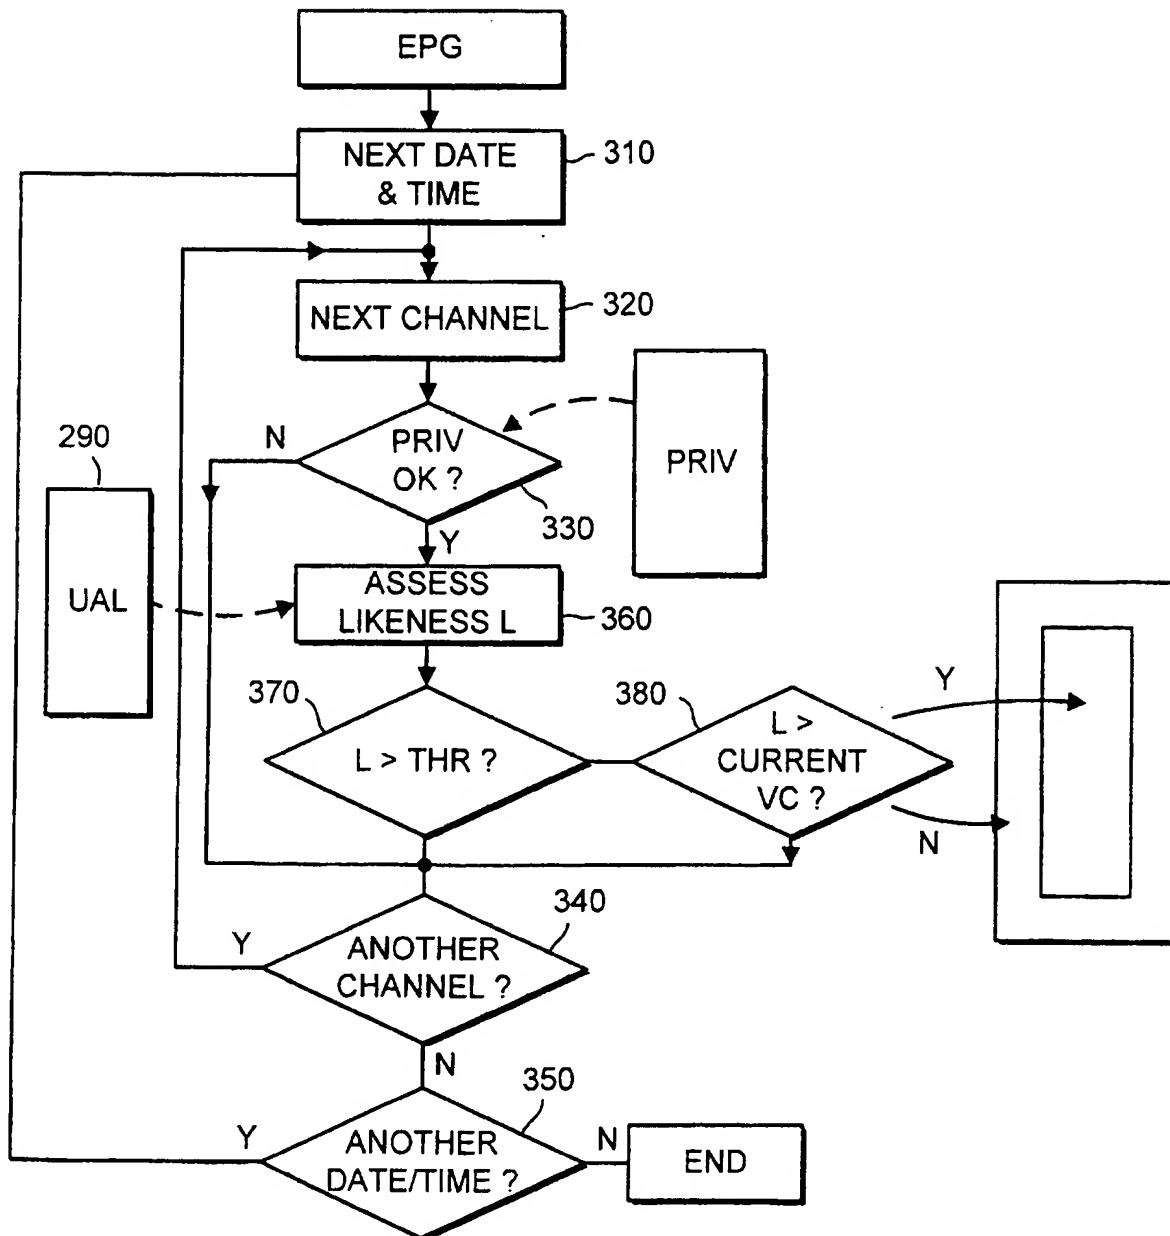 EPG
NEXT DATE
& TIME
310
NEXT CHANNEL
320
PRIV
OK ?
N
330
Y
PRIV
290
UAL
ASSESS
LIKENESS L
360
370
L > THR ?
380
L >
CURRENT
VC ?
Y
N
340
ANOTHER
CHANNEL ?
Y
N
350
ANOTHER
DATE/TIME ?
Y
N
END